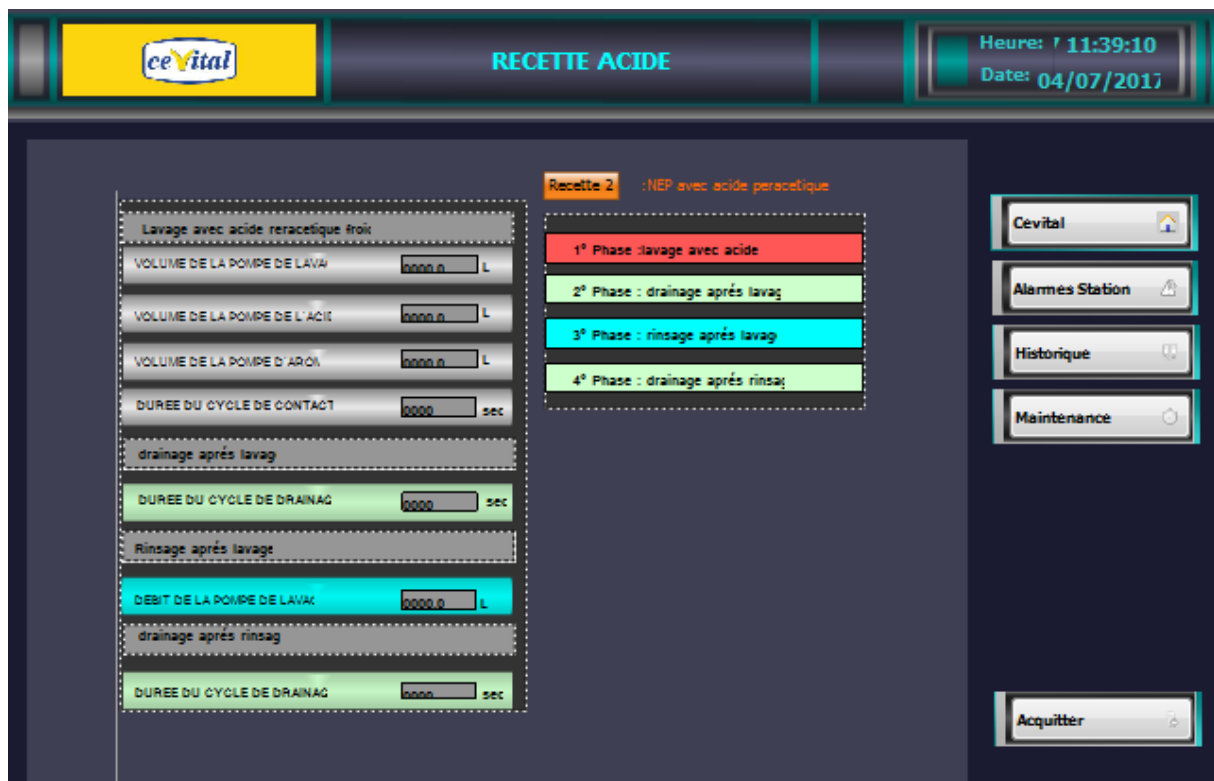 ceVital
RECETTE ACIDE
Heure: 11:39:10
Date: 04/07/2017
Recette 2 :NEP avec acide peracetique
Lavage avec acide reracetique froid
VOLUME DE LA POMPE DE LAVA
0000.0 L
VOLUME DE LA POMPE DE L'ACID
0000.0 L
VOLUME DE LA POMPE D'AROM
0000.0 L
DUREE DU CYCLE DE CONTACT
0000 sec
drainage aprés lavag
DUREE DU CYCLE DE DRAINAG
0000 sec
Rinsage aprés lavage
DEBIT DE LA POMPE DE LAVAG
0000.0 L
drainage aprés rinsag
DUREE DU CYCLE DE DRAINAG
0000 sec
1° Phase :lavage avec acide
2° Phase : drainage aprés lavag
3° Phase : rinsage aprés lavag
4° Phase : drainage aprés rinsag
Cevital
Alarmes Station
Historique
Maintenance
Acquitter